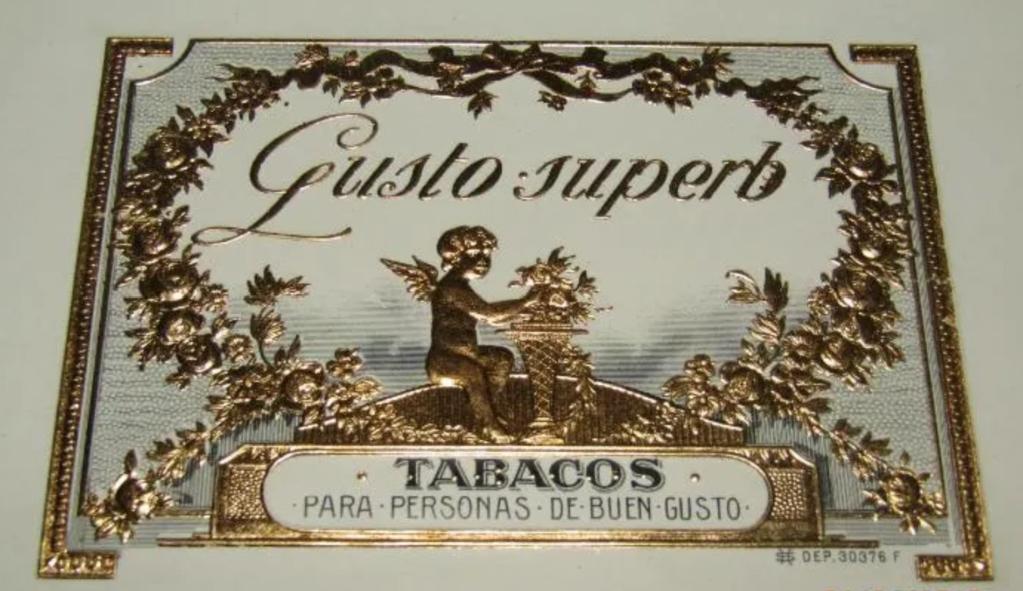 Gusto superb
TABACOS
PARA · PERSONAS · DE · BUEN · GUSTO ·
DEP. 30376 F